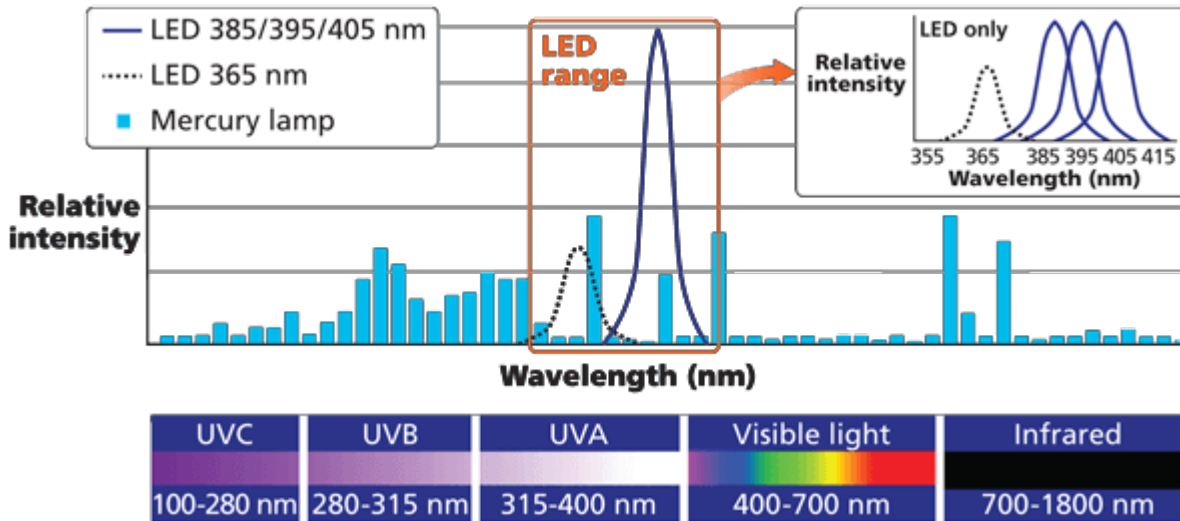 LED 385/395/405 nm
LED 365 nm
Mercury lamp
LED
range
LED only
Relative
intensity
355 365 385 395 405 415
Wavelength (nm)
Relative
intensity
Wavelength (nm)
UVC UVB UVA Visible light Infrared
100-280 nm 280-315 nm 315-400 nm 400-700 nm 700-1800 nm